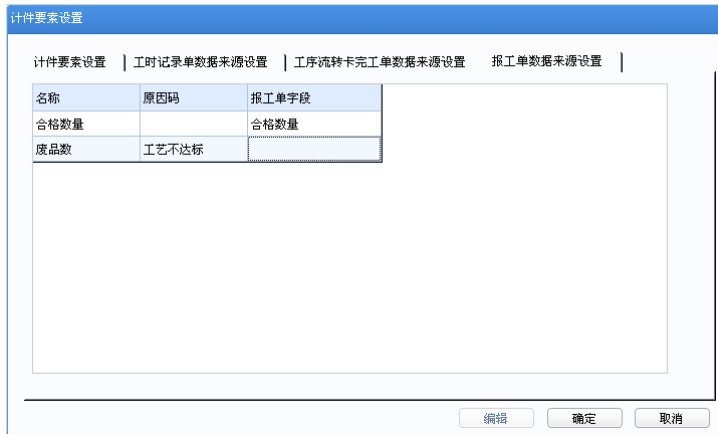 计件要素设置
计件要素设置 工时记录单数据来源设置 工序流转卡完工单数据来源设置 报工单数据来源设置
名称 原因码 报工单字段
合格数量 合格数量
废品数 工艺不达标
编辑 确定 取消